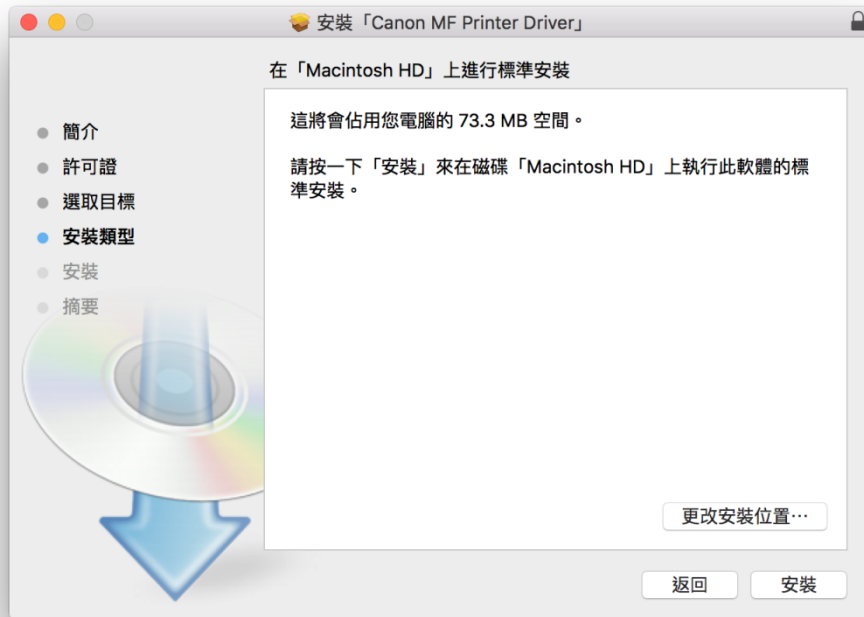 安裝「Canon MF Printer Driver」
在「Macintosh HD」上進行標準安裝
簡介
許可證
選取目標
安裝類型
安裝
摘要
這將會佔用您電腦的 73.3 MB 空間。
請按一下「安裝」來在磁碟「Macintosh HD」上執行此軟體的標
準安裝。
更改安裝位置⋯
返回
安裝